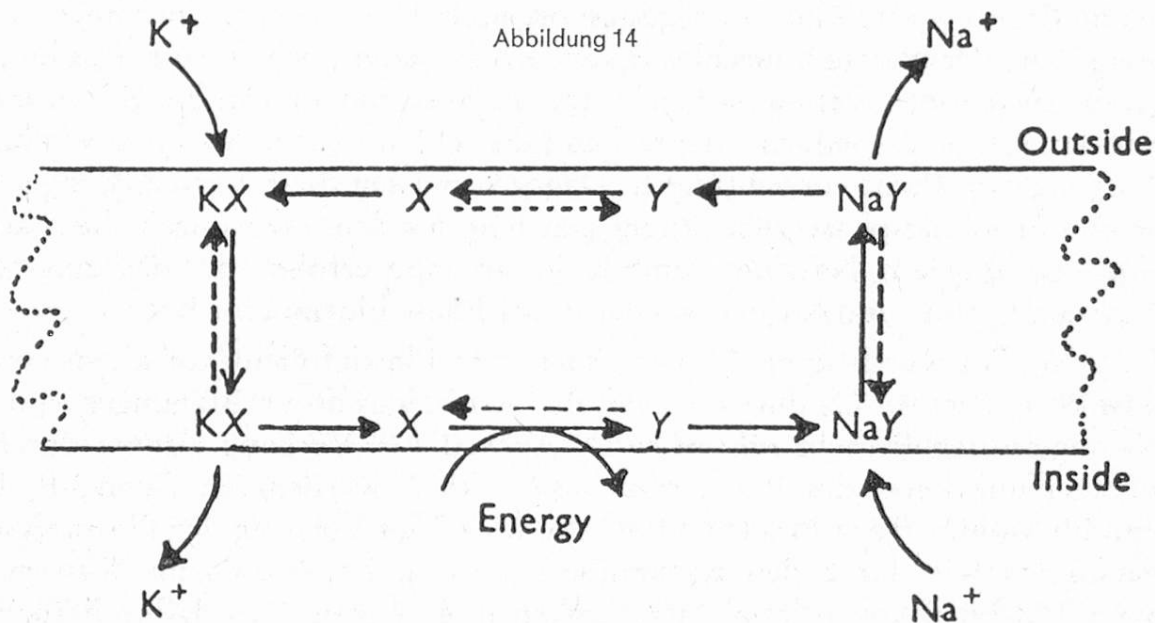 K+ Abbildung 14 Na+
Outside
KX X Y NaY
KX X Y NaY
Inside
Energy
K+ Na+